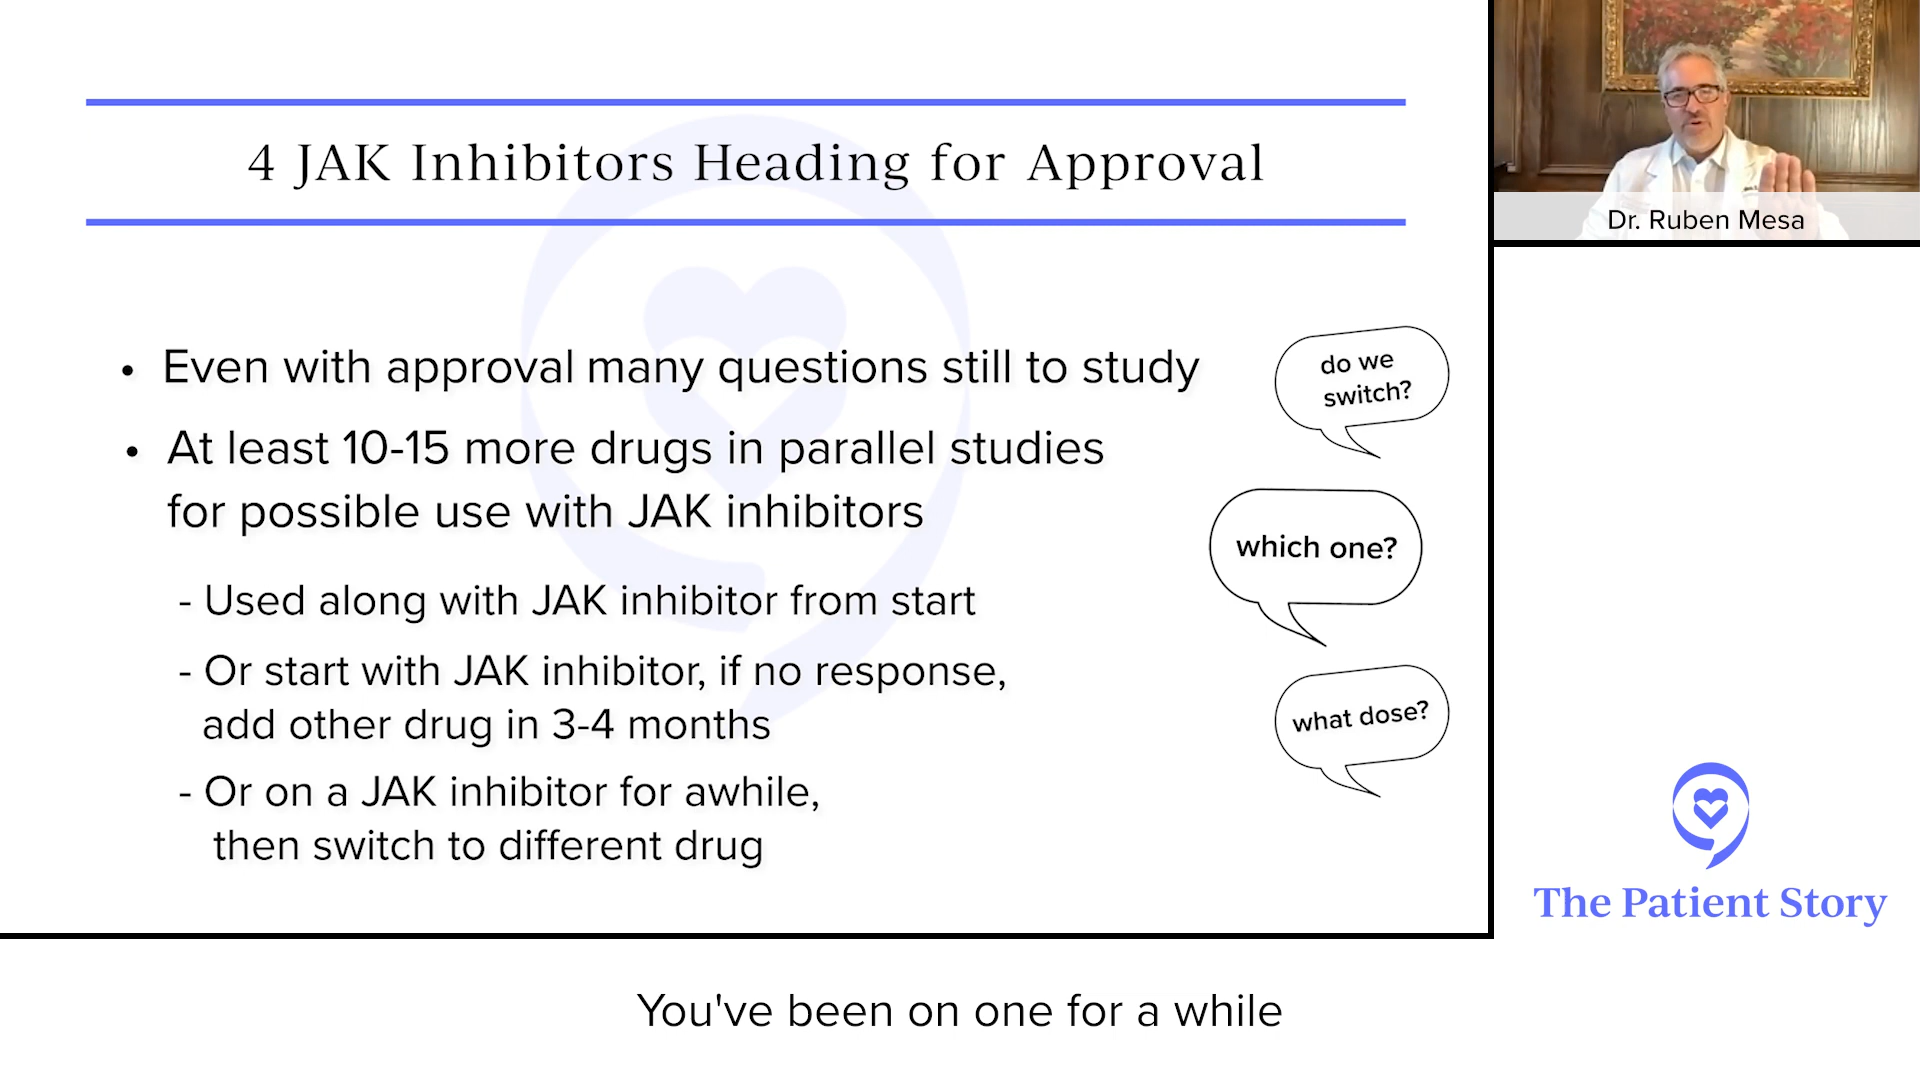 4 JAK Inhibitors Heading for Approval
• Even with approval many questions still to study
• At least 10-15 more drugs in parallel studies
for possible use with JAK inhibitors
- Used along with JAK inhibitor from start
- Or start with JAK inhibitor, if no response,
add other drug in 3-4 months
- Or on a JAK inhibitor for awhile,
then switch to different drug
do we
switch?
which one?
what dose?
Dr. Ruben Mesa
The Patient Story
You've been on one for a while